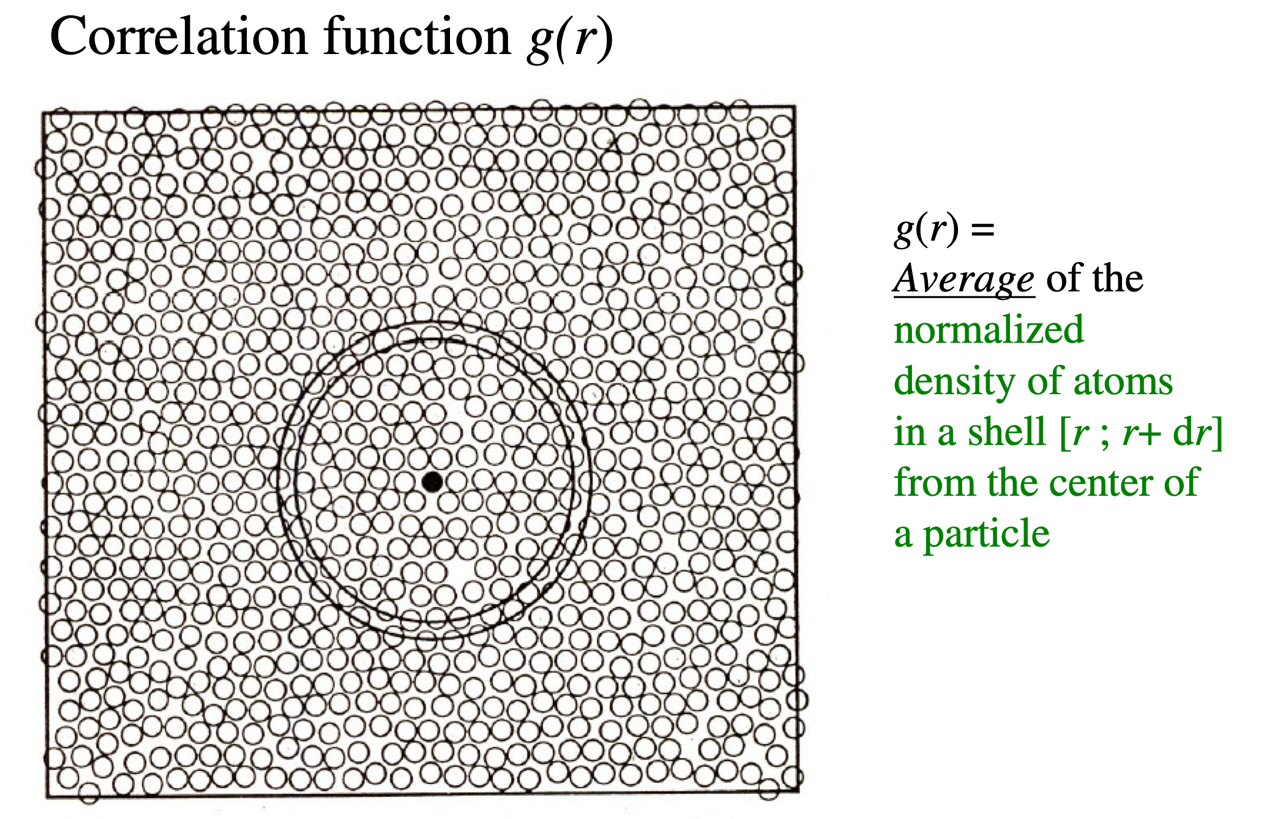 Correlation function g(r)
g(r) =
Average of the
normalized
density of atoms
in a shell [r ; r+ dr]
from the center of
a particle